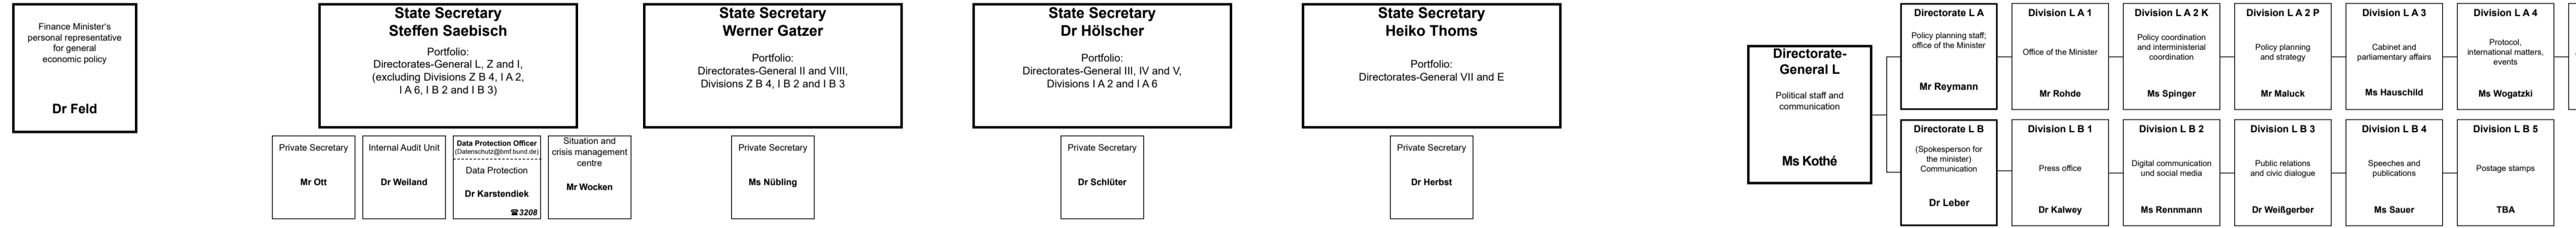 Finance Minister's
personal representative
for general
economic policy
Dr Feld
State Secretary
Steffen Saebisch
Portfolio:
Directorates-General L, Z and I,
(excluding Divisions Z B 4, I A 2,
I A 6, I B 2 and I B 3)
State Secretary
Werner Gatzer
Portfolio:
Directorates-General II and VIII,
Divisions Z B 4, I B 2 and I B 3
State Secretary
Dr Hölscher
Portfolio:
Directorates-General III, IV and V,
Divisions I A 2 and I A 6
State Secretary
Heiko Thoms
Portfolio:
Directorates-General VII and E
Private Secretary
Mr Ott
Internal Audit Unit
Dr Weiland
Data Protection Officer
(Datenschutz@bmf.bund.de)
Data Protection
Dr Karstendiek
☎3208
Situation and
crisis management
centre
Mr Wocken
Private Secretary
Ms Nübling
Private Secretary
Dr Schlüter
Private Secretary
Dr Herbst
Directorate-
General L
Political staff and
communication
Ms Kothé
Directorate L A
Policy planning staff;
office of the Minister
Mr Reymann
Division L A 1
Office of the Minister
Mr Rohde
Division L A 2 K
Policy coordination
and interministerial
coordination
Ms Spinger
Division L A 2 P
Policy planning
and strategy
Mr Maluck
Division L A 3
Cabinet and
parliamentary affairs
Ms Hauschild
Division L A 4
Protocol,
international matters,
events
Ms Wogatzki
Directorate L B
(Spokesperson for
the minister)
Communication
Dr Leber
Division L B 1
Press office
Dr Kalwey
Division L B 2
Digital communication
und social media
Ms Rennmann
Division L B 3
Public relations
and civic dialogue
Dr Weißgerber
Division L B 4
Speeches and
publications
Ms Sauer
Division L B 5
Postage stamps
TBA